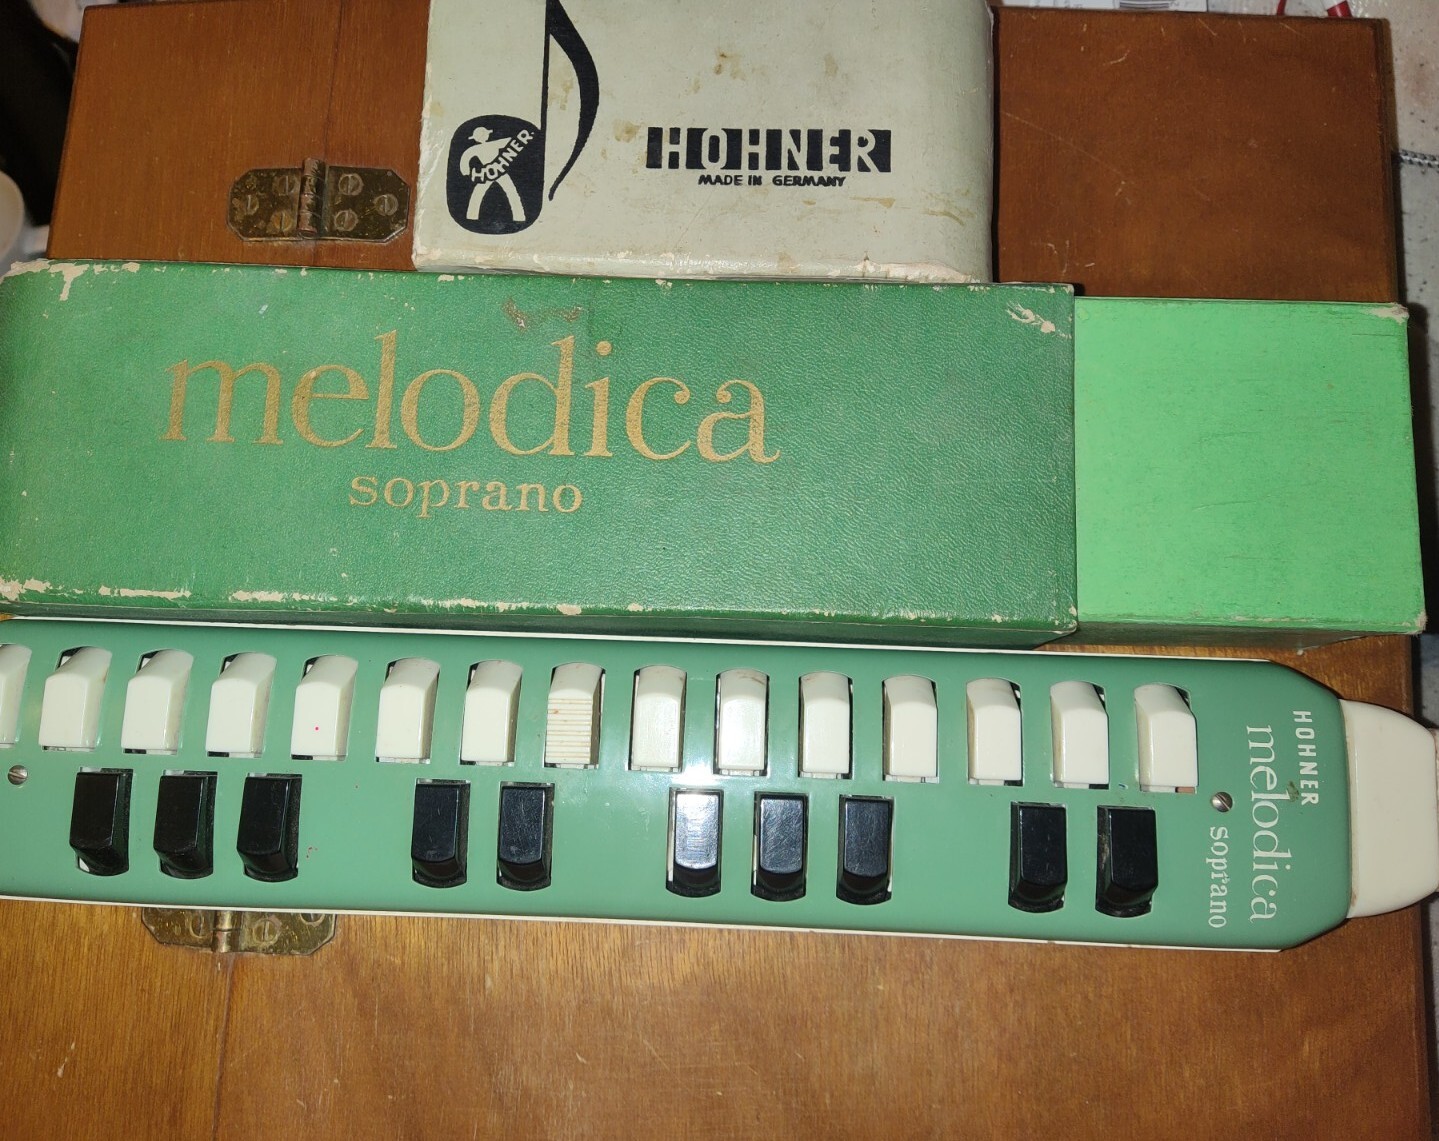 HOHNER
HOHNER
MADE IN GERMANY
melodica
soprano
HOHNER
melodica
soprano